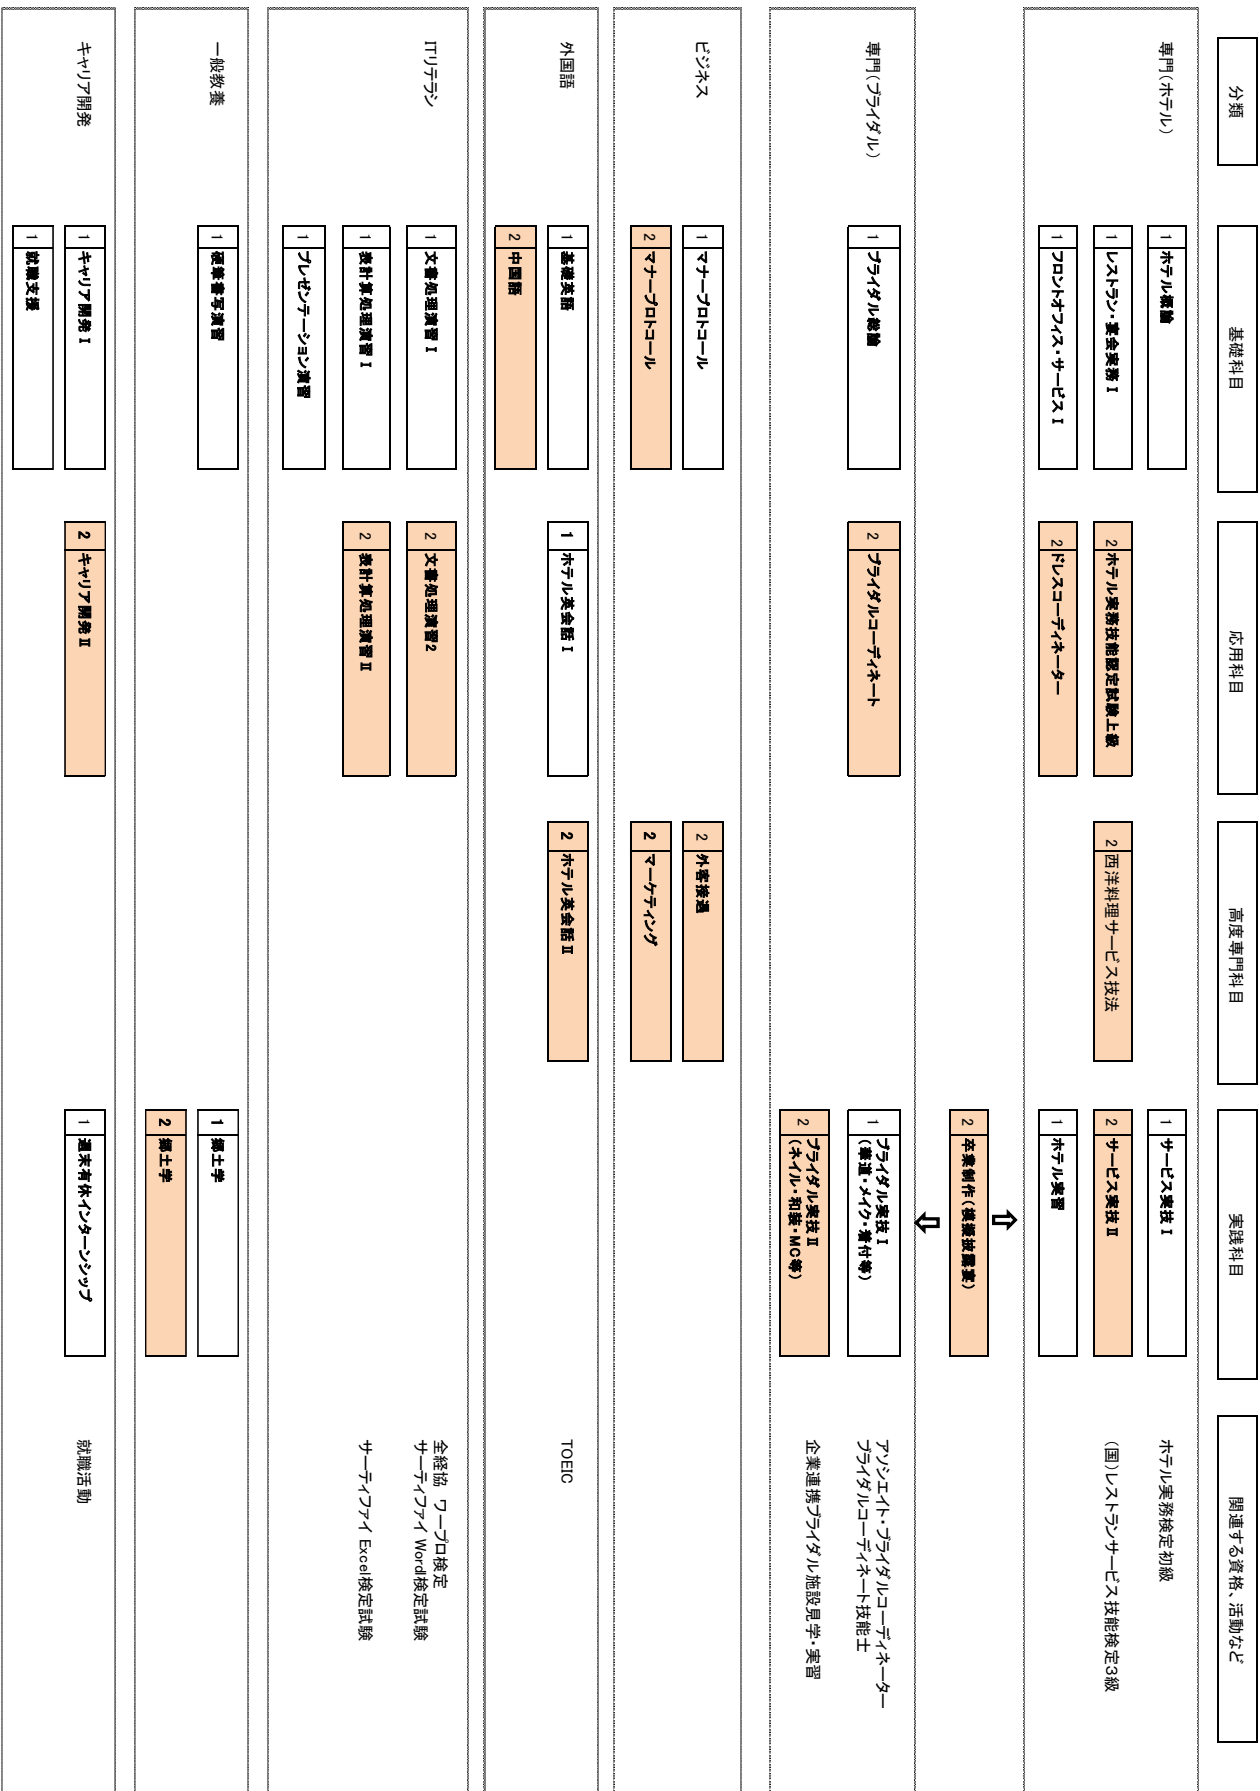 分類
基礎科目
応用科目
高度専門科目
実践科目
関連する資格、活動など
専門(ホテル)
1 ホテル概論
1 サービス実技Ⅰ
ホテル実務検定初級
1 レストラン・宴会実務Ⅰ
2 ホテル実務技能認定試験上級
2 西洋料理サービス技法
2 サービス実技Ⅱ
(国)レストランサービス技能検定3級
1 フロントオフィス・サービスⅠ
2 ドレスコーディネーター
1 ホテル実習
⇨
2 卒業制作(模擬披露宴)
⇦
専門(ブライダル)
1 ブライダル総論
2 ブライダルコーディネート
1 ブライダル実技Ⅰ
(華道・メイク・着付等)
アソシエイト・ブライダルコーディネーター
ブライダルコーディネート技能士
2 ブライダル実技Ⅱ
(ネイル・和装・MC等)
企業連携ブライダル施設見学・実習
ビジネス
1 マナープロトコール
2 外客接遇
2 マナープロトコール
2 マーケティング
外国語
1 基礎英語
1 ホテル英会話Ⅰ
2 ホテル英会話Ⅱ
TOEIC
2 中国語
ITリテラシ
1 文書処理演習Ⅰ
2 文書処理演習2
全経協 ワープロ検定
サーティファイ Word検定試験
1 表計算処理演習Ⅰ
2 表計算処理演習Ⅱ
サーティファイ Excel検定試験
1 プレゼンテーション演習
一般教養
1 硬筆書写演習
1 郷土学
2 郷土学
キャリア開発
1 キャリア開発Ⅰ
2 キャリア開発Ⅱ
1 週末有休インターンシップ
就職活動
1 就職支援